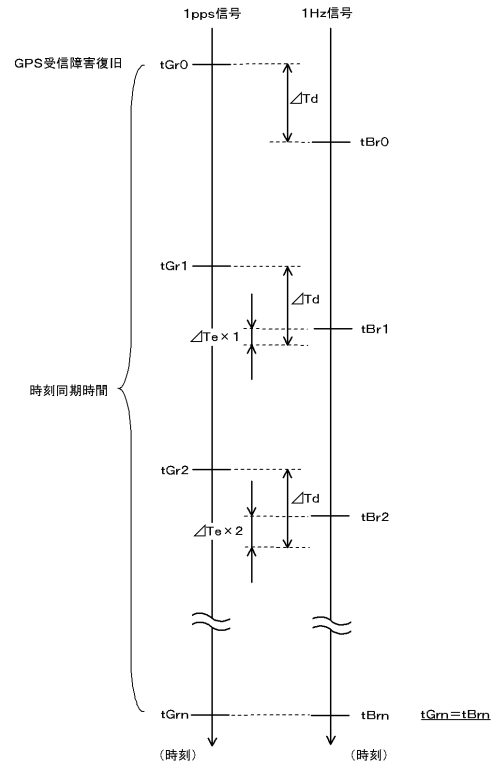 1pps信号 1Hz信号
GPS受信障害復旧 tGr0
⊿Td
tBr0
tGr1
⊿Td
⊿Te×1 tBr1
時刻同期時間
tGr2
⊿Td
⊿Te×2 tBr2
tGrn tBrn tGrn=tBrn
(時刻) (時刻)